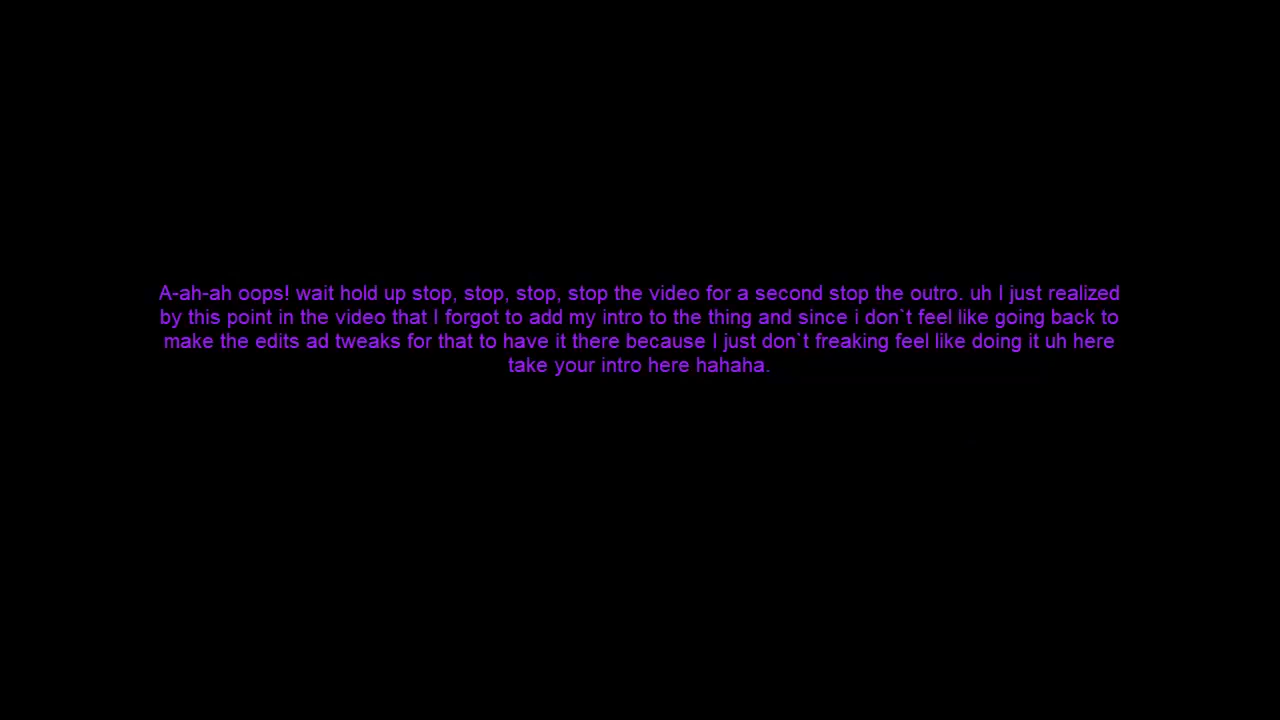 A-ah-ah oops! wait hold up stop, stop, stop, stop the video for a second stop the outro. uh I just realized
by this point in the video that I forgot to add my intro to the thing and since i don`t feel like going back to
make the edits ad tweaks for that to have it there because I just don`t freaking feel like doing it uh here
take your intro here hahaha.